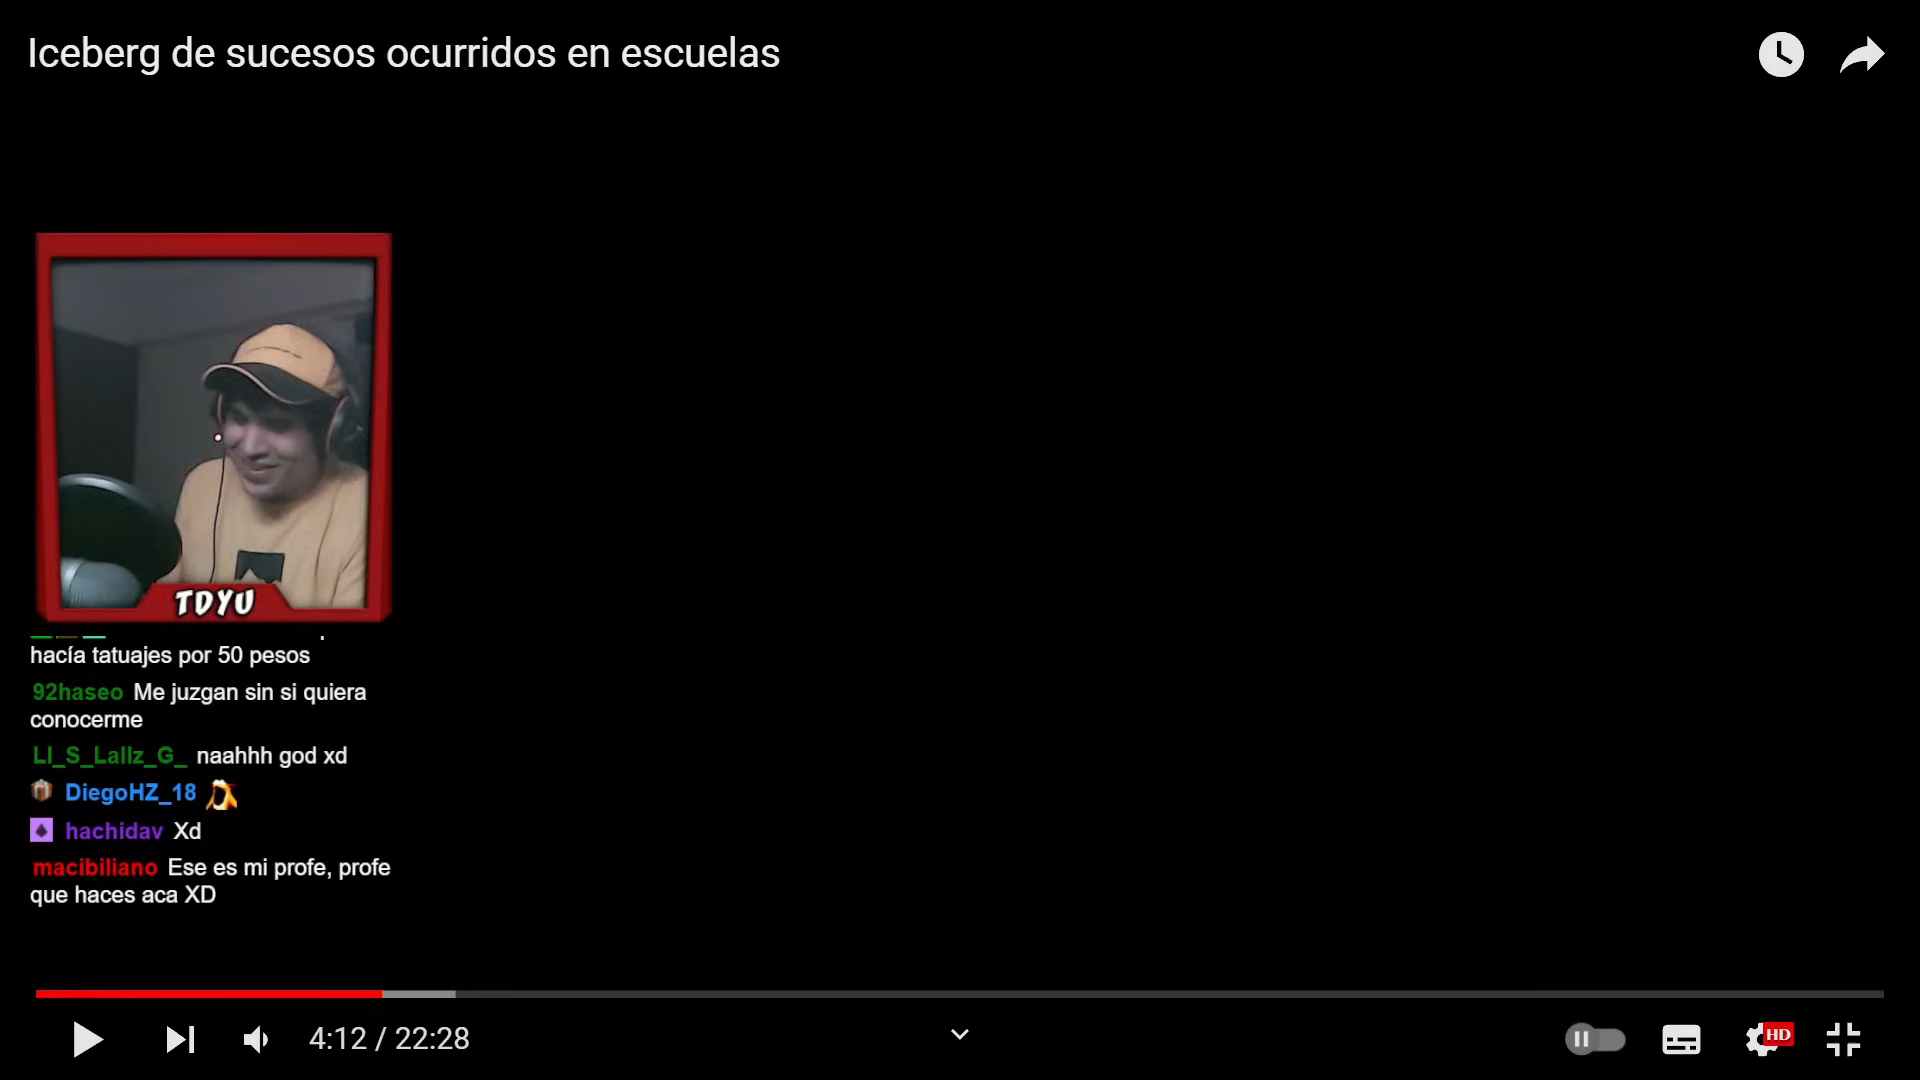 Iceberg de sucesos ocurridos en escuelas
TDYU
hacía tatuajes por 50 pesos
92haseo Me juzgan sin si quiera
conocerme
LI_S_Lallz_G_ naahhh god xd
DiegoHZ_18
hachidav Xd
macibiliano Ese es mi profe, profe
que haces aca XD
4:12 / 22:28
HD